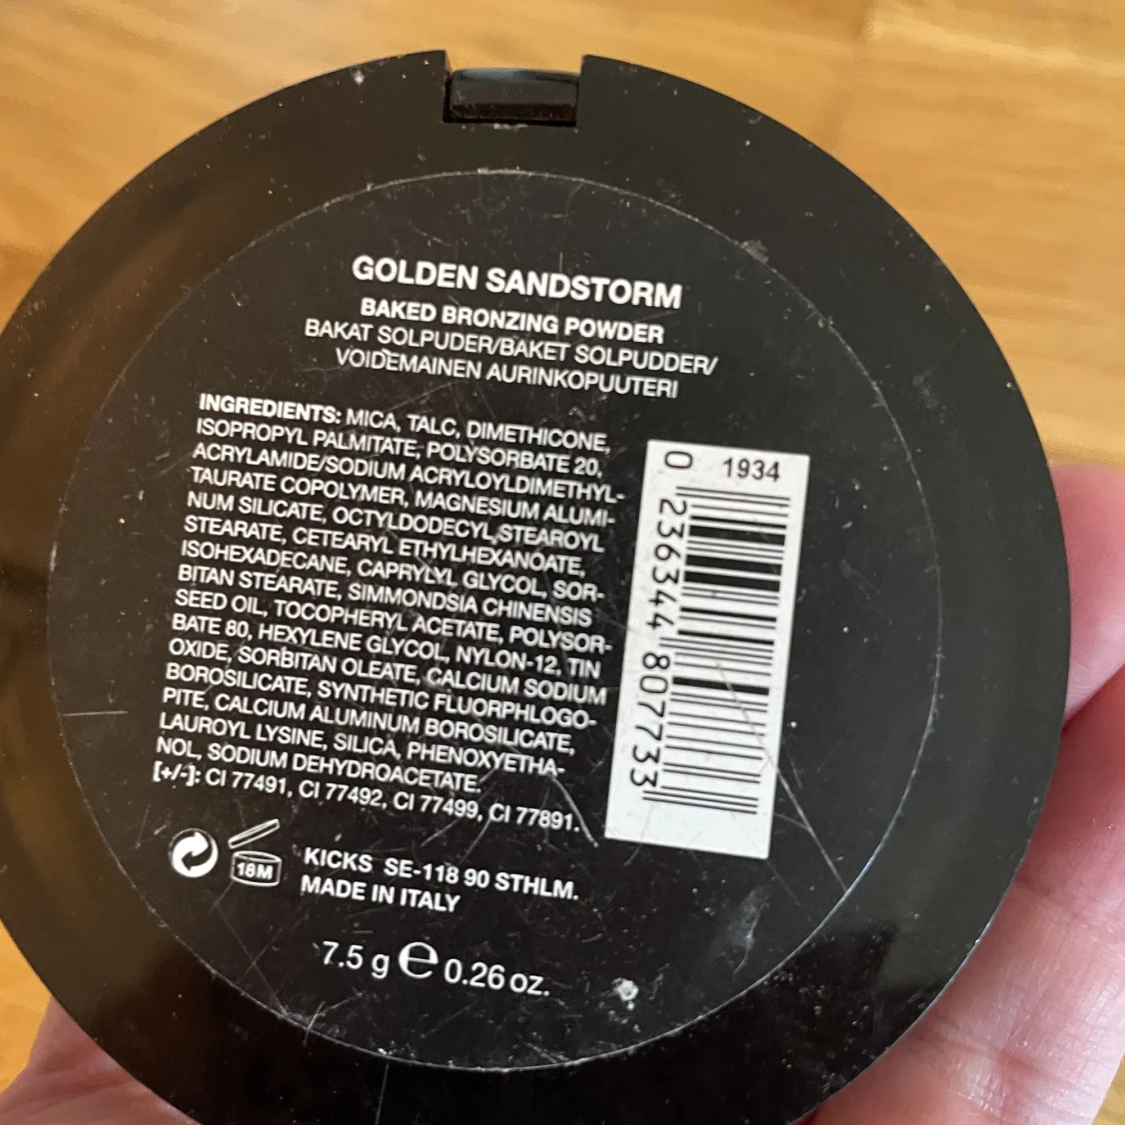 GOLDEN SANDSTORM
BAKED BRONZING POWDER
BAKAT SOLPUDER/BAKET SOLPUDDER/
VOIDEMAINEN AURINKOPUUTERI
INGREDIENTS: MICA, TALC, DIMETHICONE,
ISOPROPYL PALMITATE, POLYSORBATE 20,
ACRYLAMIDE/SODIUM ACRYLOYLDIMETHYL-
TAURATE COPOLYMER, MAGNESIUM ALUMI-
NUM SILICATE, OCTYLDODECYL STEAROYL
STEARATE, CETEARYL ETHYLHEXANOATE,
ISOHEXADECANE, CAPRYLYL GLYCOL, SOR-
BITAN STEARATE, SIMMONDSIA CHINENSIS
SEED OIL, TOCOPHERYL ACETATE, POLYSOR-
BATE 80, HEXYLENE GLYCOL, NYLON-12, TIN
OXIDE, SORBITAN OLEATE, CALCIUM SODIUM
BOROSILICATE, SYNTHETIC FLUORPHLOGO-
PITE, CALCIUM ALUMINUM BOROSILICATE,
LAUROYL LYSINE, SILICA, PHENOXYETHA-
NOL, SODIUM DEHYDROACETATE.
[+/-]: CI 77491, CI 77492, CI 77499, CI 77891.
1934
0 236344 807733
18M
KICKS SE-118 90 STHLM.
MADE IN ITALY
7.5 g e 0.26 oz.